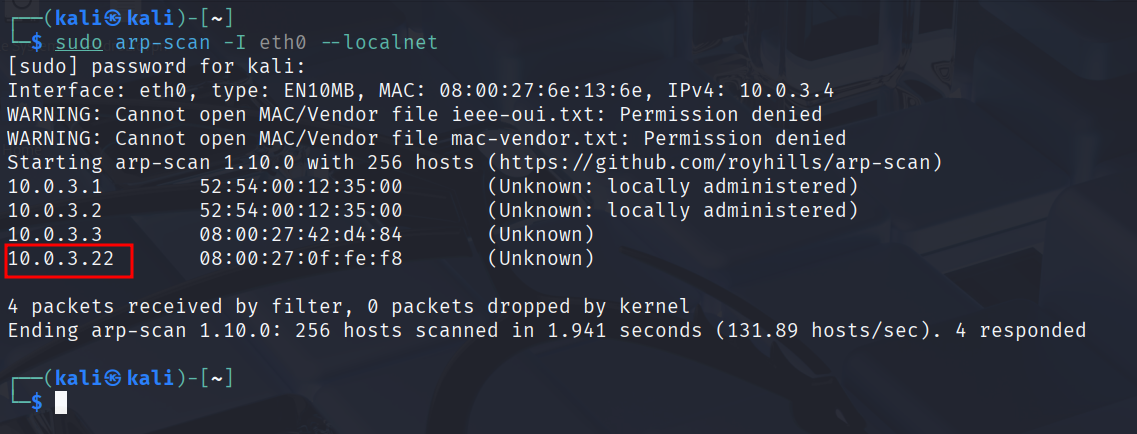 ┌──(kali㉿kali)-[~]
└─$ sudo arp-scan -I eth0 --localnet
[sudo] password for kali:
Interface: eth0, type: EN10MB, MAC: 08:00:27:6e:13:6e, IPv4: 10.0.3.4
WARNING: Cannot open MAC/Vendor file ieee-oui.txt: Permission denied
WARNING: Cannot open MAC/Vendor file mac-vendor.txt: Permission denied
Starting arp-scan 1.10.0 with 256 hosts (https://github.com/royhills/arp-scan)
10.0.3.1 52:54:00:12:35:00 (Unknown: locally administered)
10.0.3.2 52:54:00:12:35:00 (Unknown: locally administered)
10.0.3.3 08:00:27:42:d4:84 (Unknown)
10.0.3.22 08:00:27:0f:fe:f8 (Unknown)
4 packets received by filter, 0 packets dropped by kernel
Ending arp-scan 1.10.0: 256 hosts scanned in 1.941 seconds (131.89 hosts/sec). 4 responded
┌──(kali㉿kali)-[~]
└─$